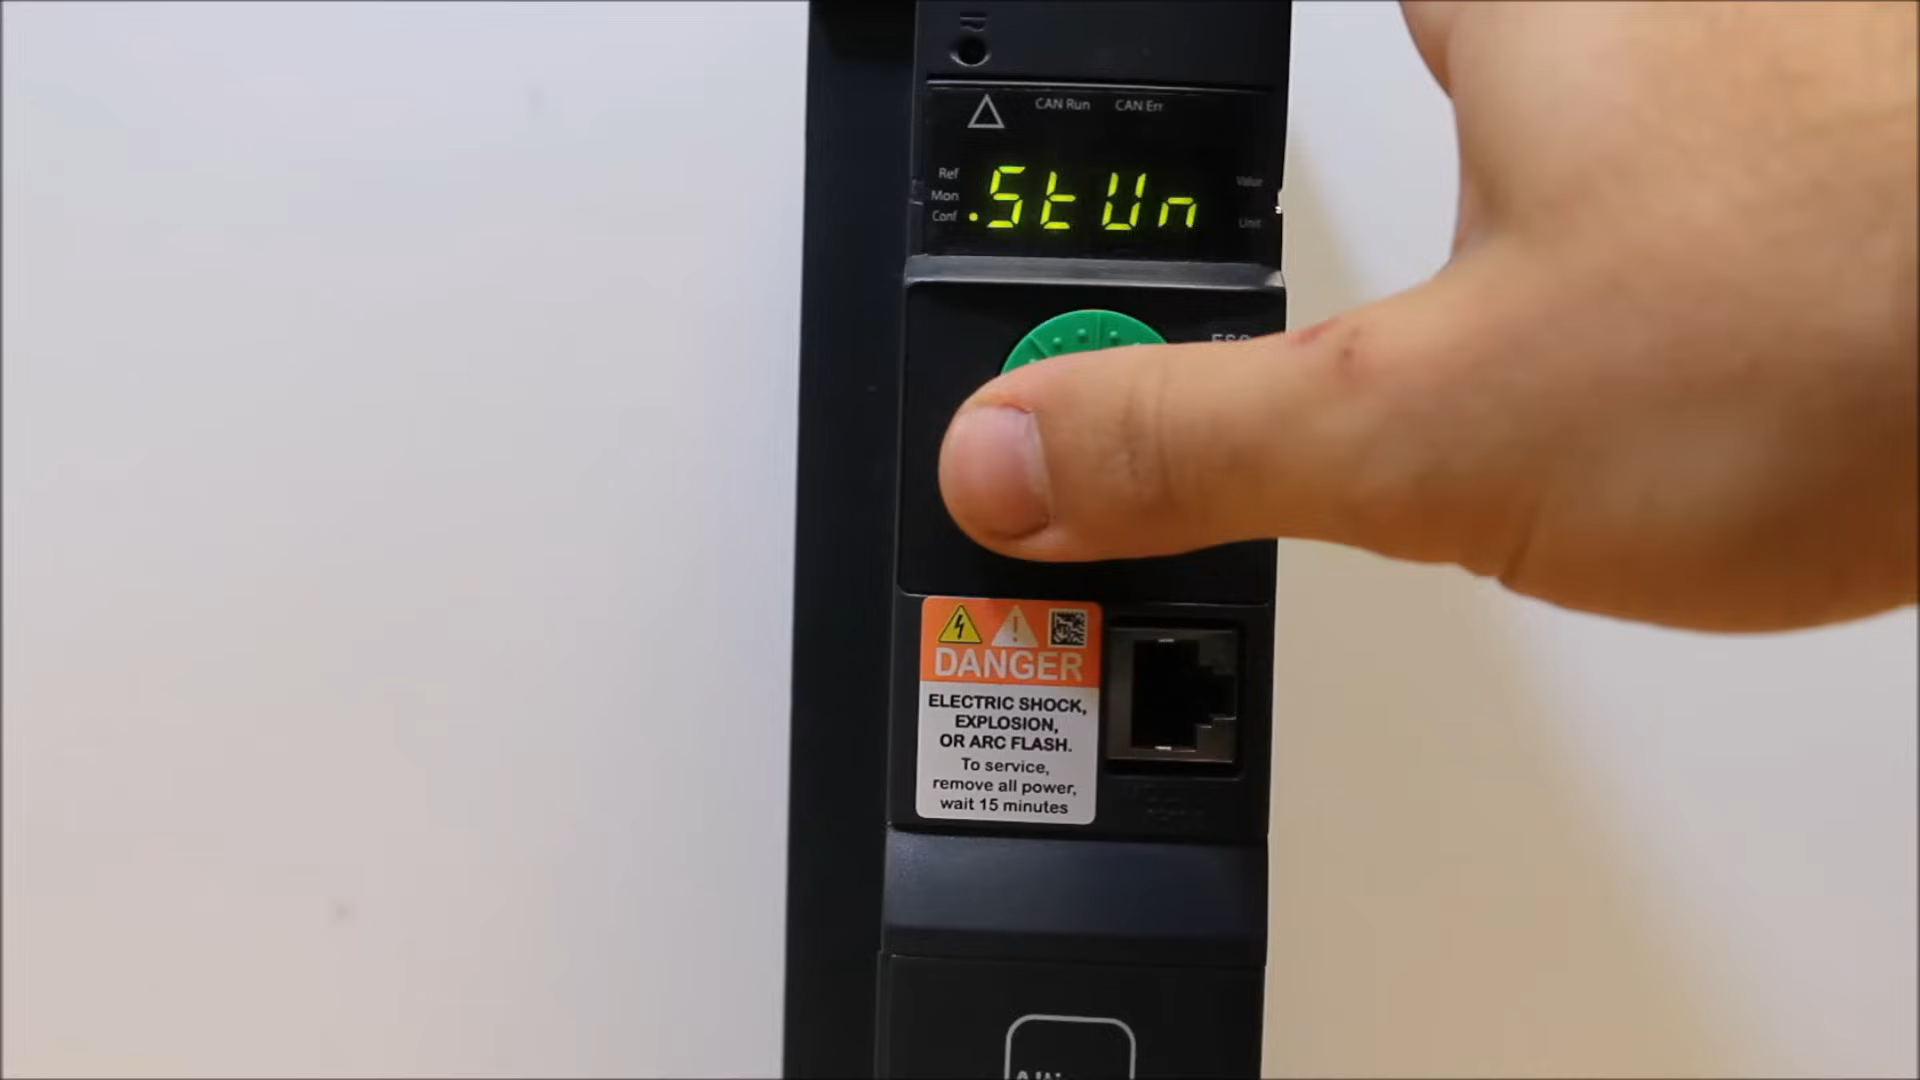 CAN Run CAN Err
Ref
Mon
Conf
Value
Unit
.StUn
ESC
DANGER
ELECTRIC SHOCK,
EXPLOSION,
OR ARC FLASH.
To service,
remove all power,
wait 15 minutes